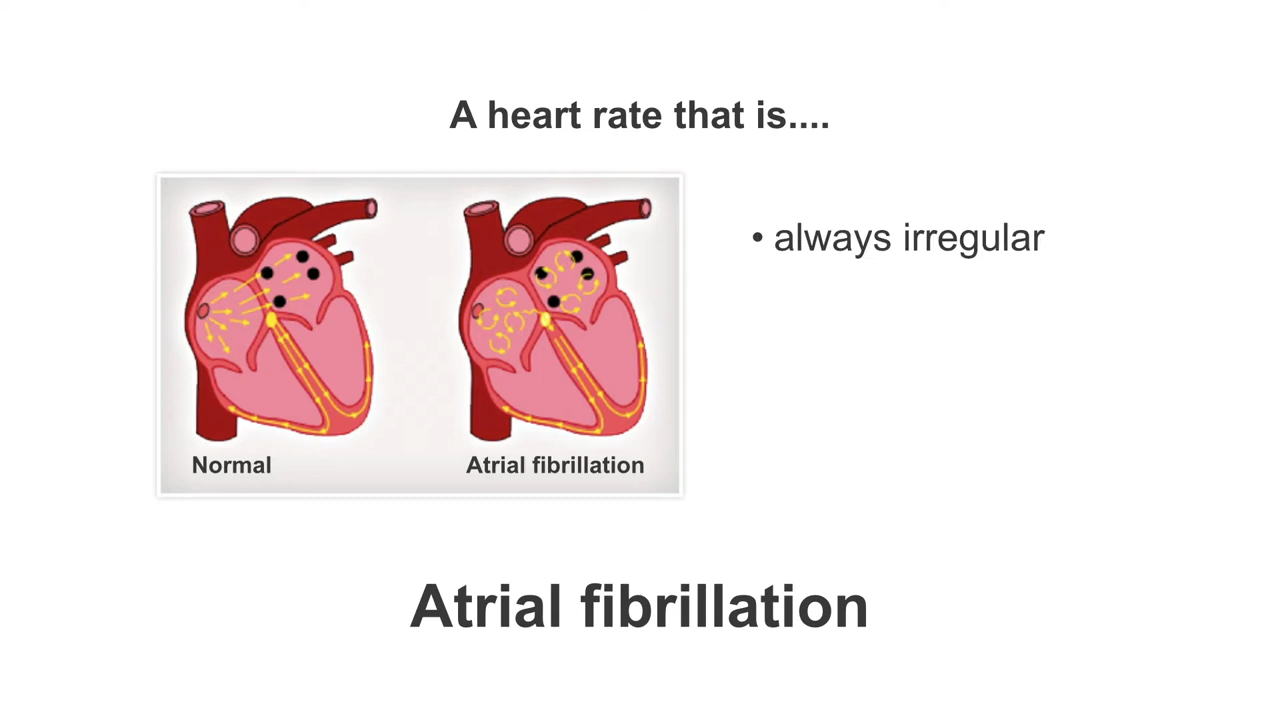 A heart rate that is....
• always irregular
Normal
Atrial fibrillation
Atrial fibrillation